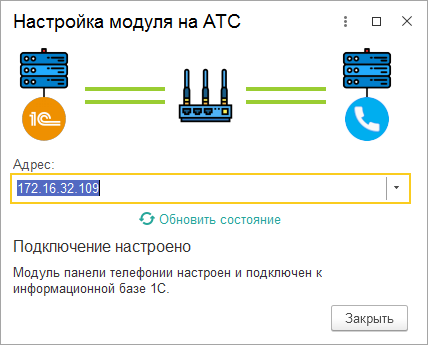 Настройка модуля на АТС
1С
Адрес:
172.16.32.109
Обновить состояние
Подключение настроено
Модуль панели телефонии настроен и подключен к
информационной базе 1С.
Закрыть